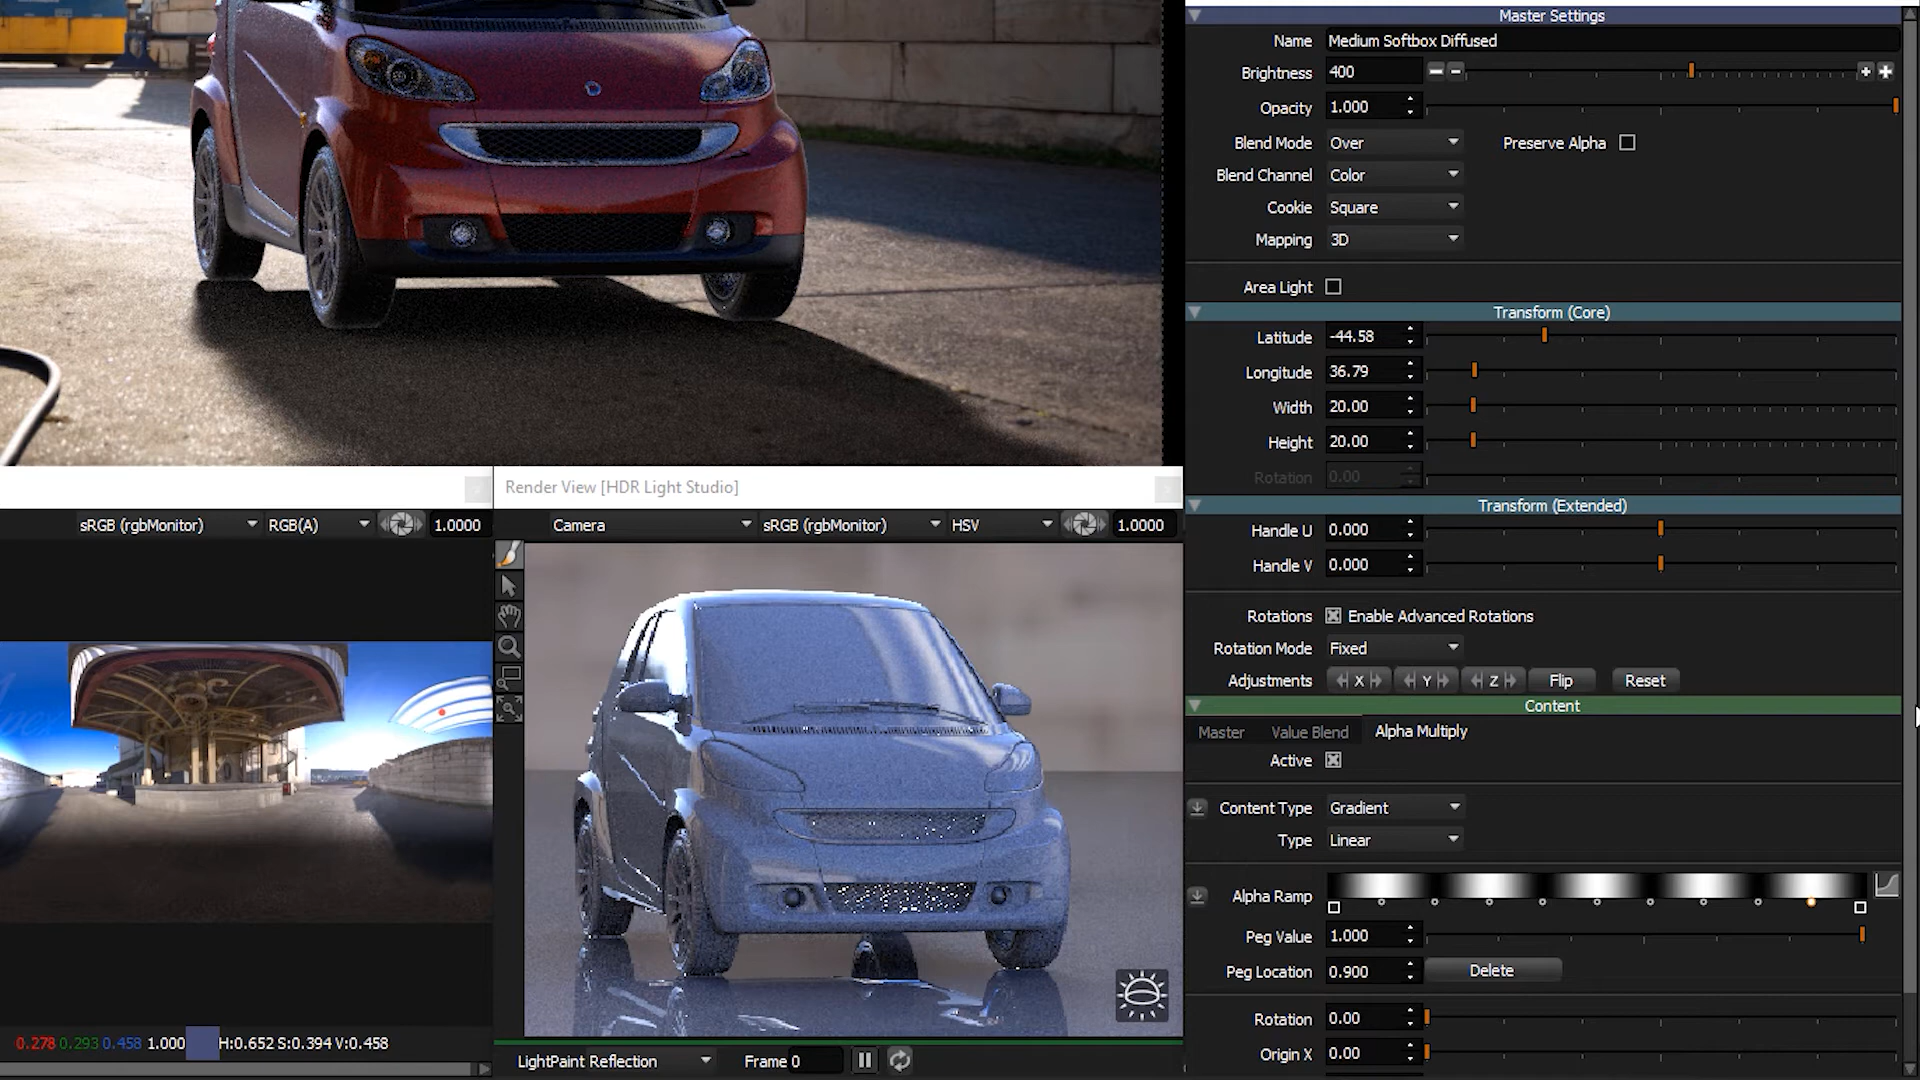 Master Settings
Name Medium Softbox Diffused
Brightness 400
Opacity 1.000
Blend Mode Over Preserve Alpha
Blend Channel Color
Cookie Square
Mapping 3D
Area Light
Transform (Core)
Latitude -44.58
Longitude 36.79
Width 20.00
Height 20.00
Rotation 0.00
Transform (Extended)
Handle U 0.000
Handle V 0.000
Rotations Enable Advanced Rotations
Rotation Mode Fixed
Adjustments X Y Z Flip Reset
Content
Master Value Blend Alpha Multiply
Active
Content Type Gradient
Type Linear
Alpha Ramp
Peg Value 1.000
Peg Location 0.900 Delete
Rotation 0.00
Origin X 0.00
Render View [HDR Light Studio]
sRGB (rgbMonitor) RGB(A) 1.0000
Camera sRGB (rgbMonitor) HSV 1.0000
0.278 0.293 0.458 1.000 H:0.652 S:0.394 V:0.458
LightPaint Reflection Frame 0